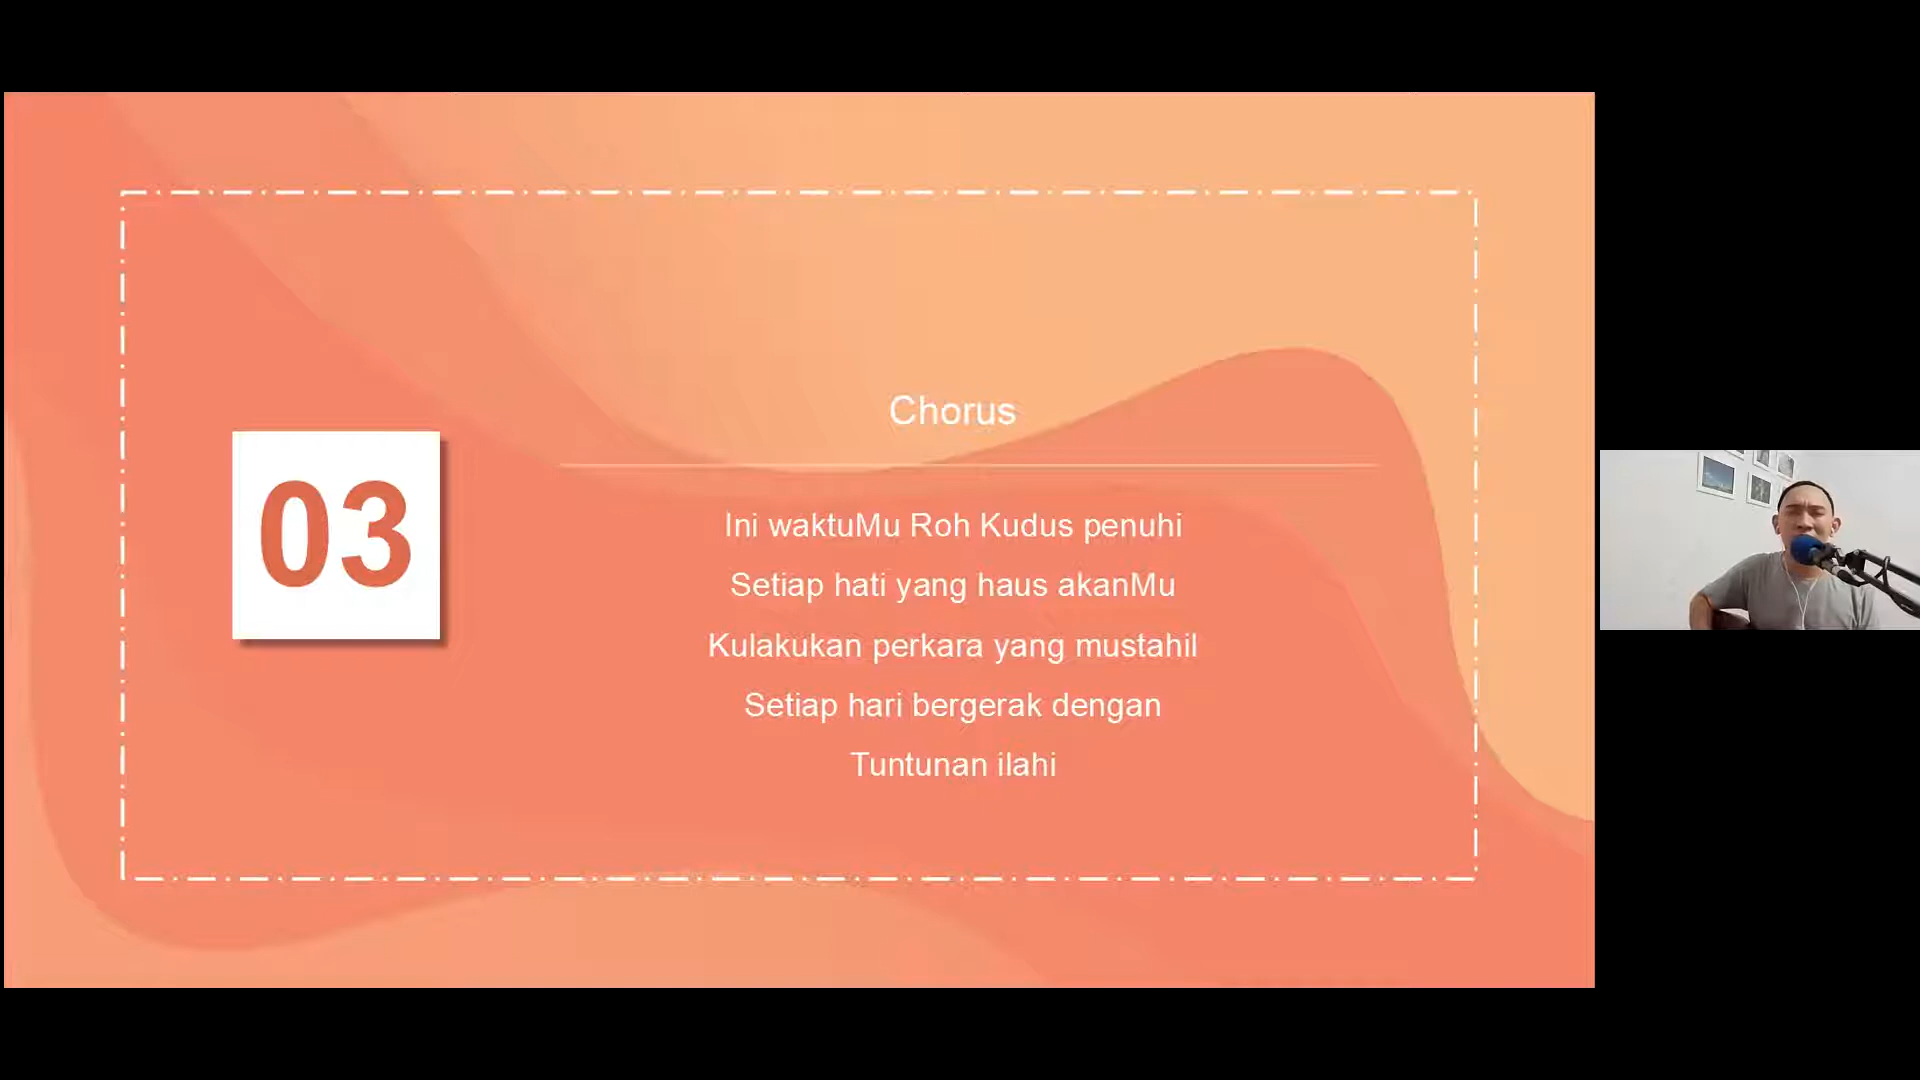 03
Chorus
Ini waktuMu Roh Kudus penuhi
Setiap hati yang haus akanMu
Kulakukan perkara yang mustahil
Setiap hari bergerak dengan
Tuntunan ilahi